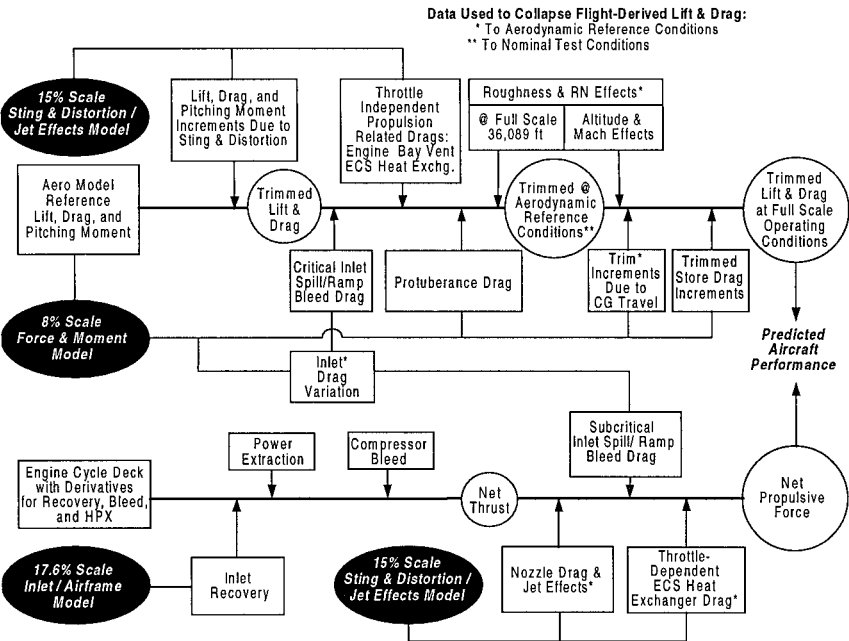 Data Used to Collapse Flight-Derived Lift & Drag:
* To Aerodynamic Reference Conditions
** To Nominal Test Conditions
15% Scale
Sting & Distortion /
Jet Effects Model
Lift, Drag, and
Pitching Moment
Increments Due to
Sting & Distortion
Throttle
Independent
Propulsion
Related Drags:
Engine Bay Vent
ECS Heat Exchg.
Roughness & RN Effects*
@ Full Scale
36,089 ft
Altitude &
Mach Effects
Aero Model
Reference
Lift, Drag, and
Pitching Moment
Trimmed
Lift &
Drag
Trimmed @
Aerodynamic
Reference
Conditions**
Trimmed
Lift & Drag
at Full Scale
Operating
Conditions
Critical Inlet
Spill/Ramp
Bleed Drag
Protuberance Drag
Trim*
Increments
Due to
CG Travel
Trimmed
Store Drag
Increments
8% Scale
Force & Moment
Model
Inlet*
Drag
Variation
Predicted
Aircraft
Performance
Power
Extraction
Compressor
Bleed
Subcritical
Inlet Spill/ Ramp
Bleed Drag
Engine Cycle Deck
with Derivatives
for Recovery, Bleed,
and HPX
Net
Thrust
Net
Propulsive
Force
17.6% Scale
Inlet / Airframe
Model
Inlet
Recovery
15% Scale
Sting & Distortion /
Jet Effects Model
Nozzle Drag &
Jet Effects*
Throttle-
Dependent
ECS Heat
Exchanger Drag*